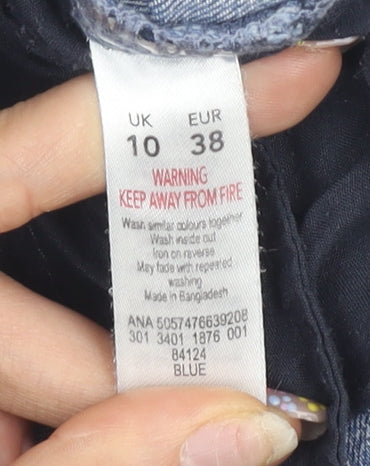 UK EUR
10 38
WARNING
KEEP AWAY FROM FIRE
Wash similar colours together
Wash inside out
Iron on reverse
May fade with repeated
washing
Made in Bangladesh
ANA 5057476639208
301 3401 1876 001
84124
BLUE